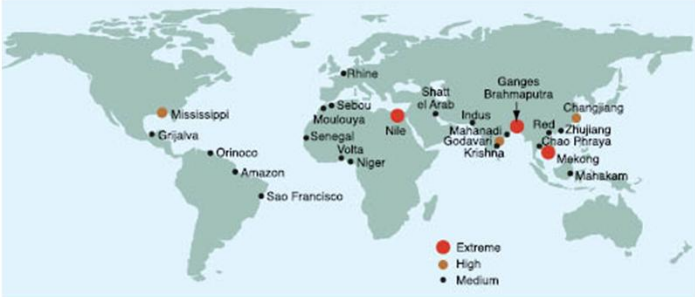 Rhine
Shatt
el Arab
Ganges
Brahmaputra
Changjiang
Mississippi
Sebou
Moulouya
Nile
Indus
Mahanadi
Godavari
Krishna
Red
Zhujiang
Chao Phraya
Mekong
Grijalva
Senegal
Volta
Niger
Orinoco
Amazon
Mahakam
Sao Francisco
Extreme
High
Medium